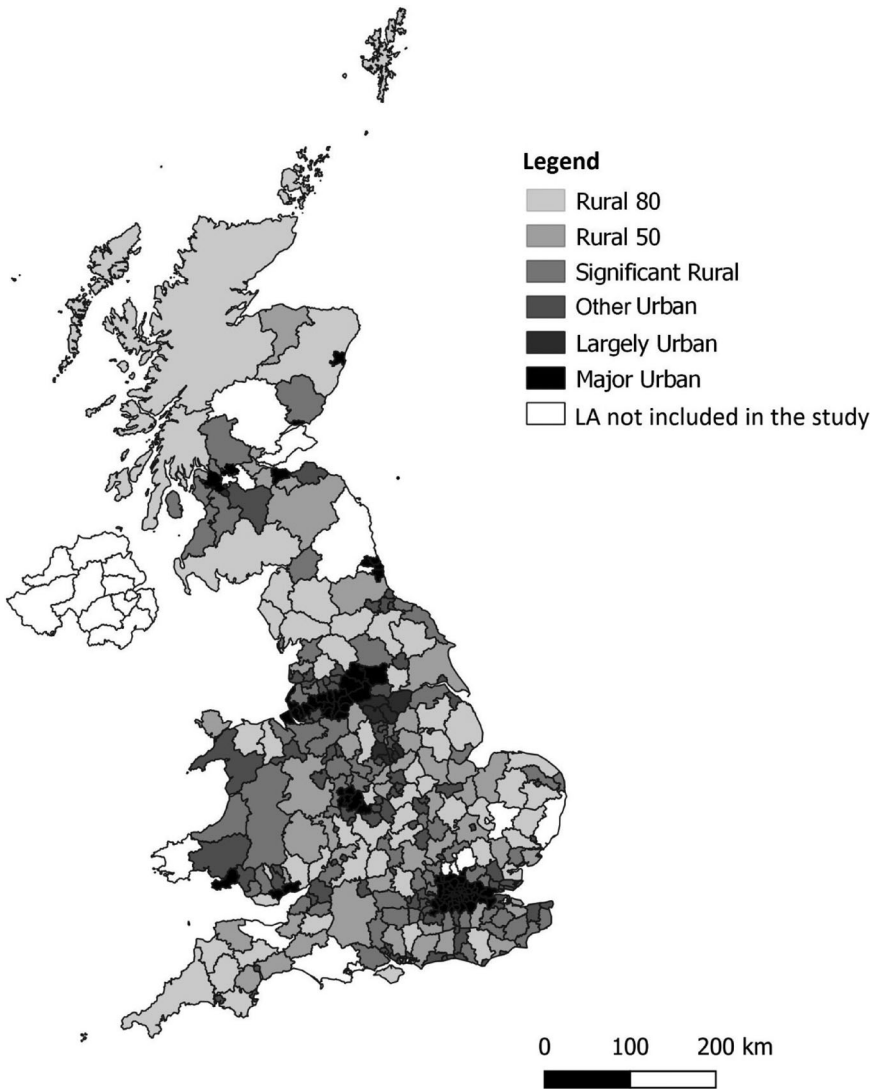 Legend
Rural 80
Rural 50
Significant Rural
Other Urban
Largely Urban
Major Urban
LA not included in the study
0 100 200 km